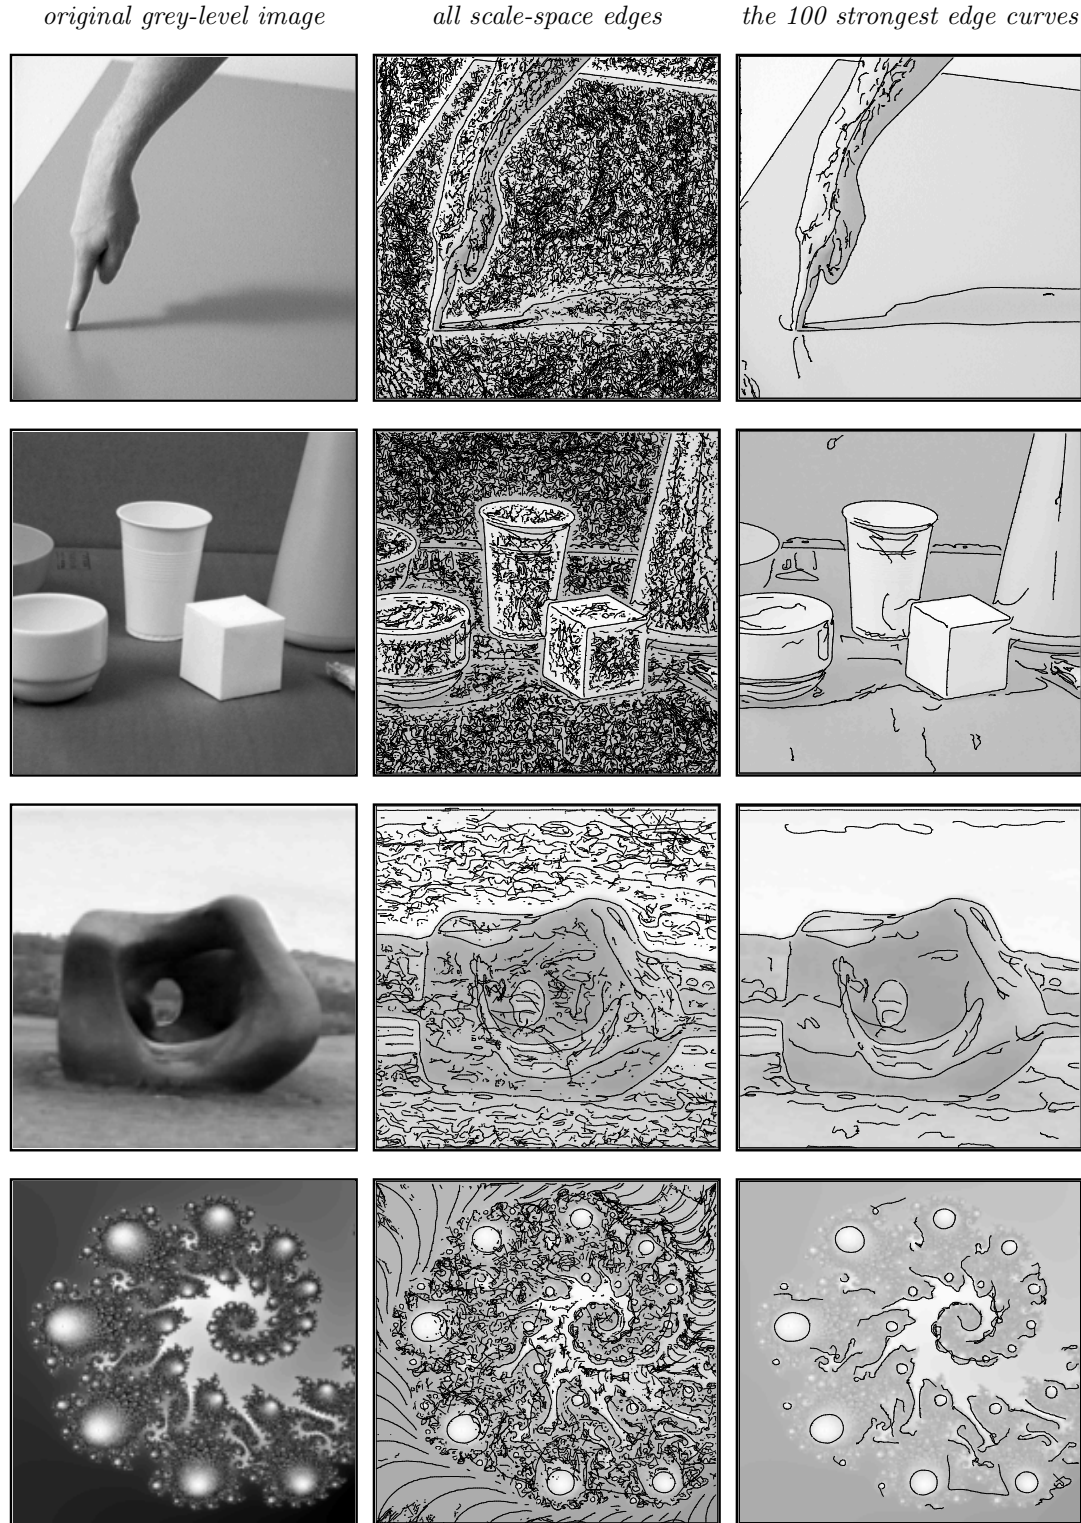 original grey-level image
all scale-space edges
the 100 strongest edge curves